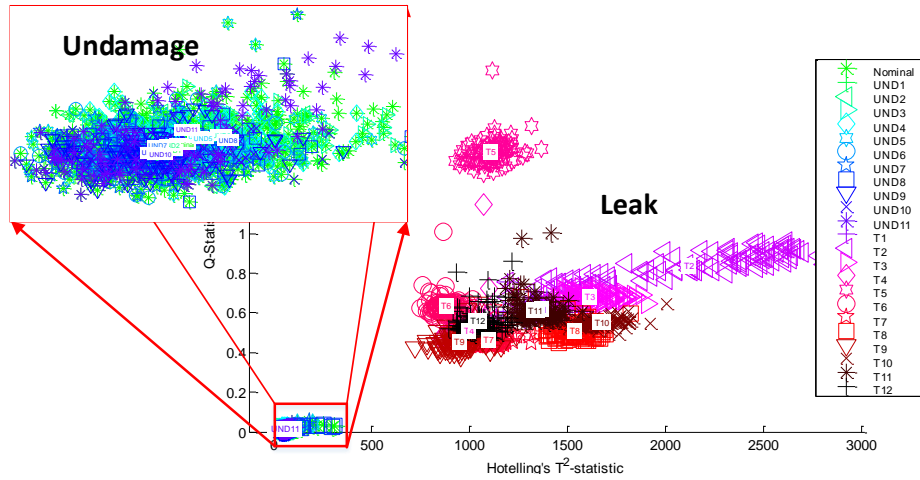 Undamage
UND11
UND8
UND7
UND10
Leak
Q-Stati
1
0.8
0.6
0.4
0.2
0
0
500
1000
1500
2000
2500
3000
Hotelling's T²-statistic
T5
T2
T3
T6
T11
T12
T10
T4
T8
T9
T7
UND11
Nominal
UND1
UND2
UND3
UND4
UND5
UND6
UND7
UND8
UND9
UND10
UND11
T1
T2
T3
T4
T5
T6
T7
T8
T9
T10
T11
T12